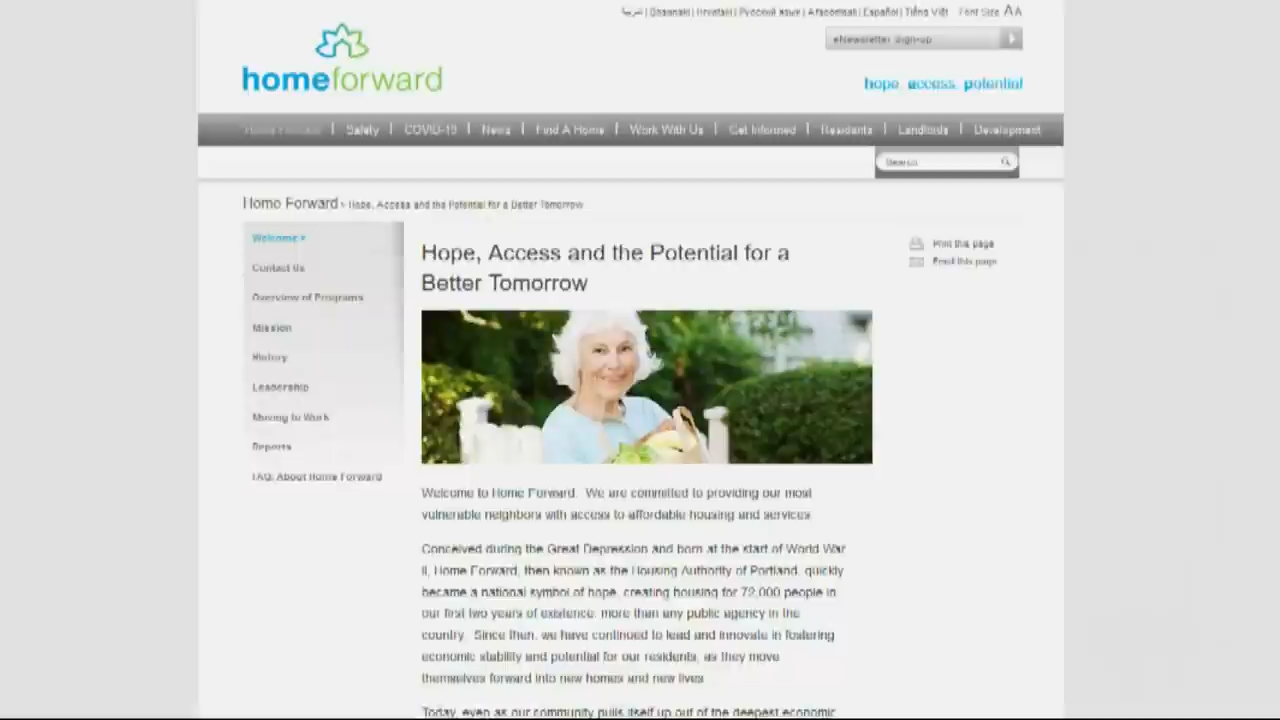 Español | Tiếng Việt Font Size A A
eNewsletter sign-up
homeforward
hope. access. potential.
Home Forward | Safety | COVID-19 | News | Find A Home | Work With Us | Get Informed | Residents | Landlords | Development
Search
Home Forward > Hope, Access and the Potential for a Better Tomorrow
Welcome
Contact Us
Overview of Programs
Mission
History
Leadership
Moving to Work
Reports
FAQ: About Home Forward
Hope, Access and the Potential for a
Better Tomorrow
Print this page
Email this page
Welcome to Home Forward. We are committed to providing our most
vulnerable neighbors with access to affordable housing and services.
Conceived during the Great Depression and born at the start of World War
II, Home Forward, then known as the Housing Authority of Portland, quickly
became a national symbol of hope, creating housing for 72,000 people in
our first two years of existence, more than any public agency in the
country. Since then, we have continued to lead and innovate in fostering
economic stability and potential for our residents, as they move
themselves forward into new homes and new lives.
Today, even as our community pulls itself up out of the deepest economic